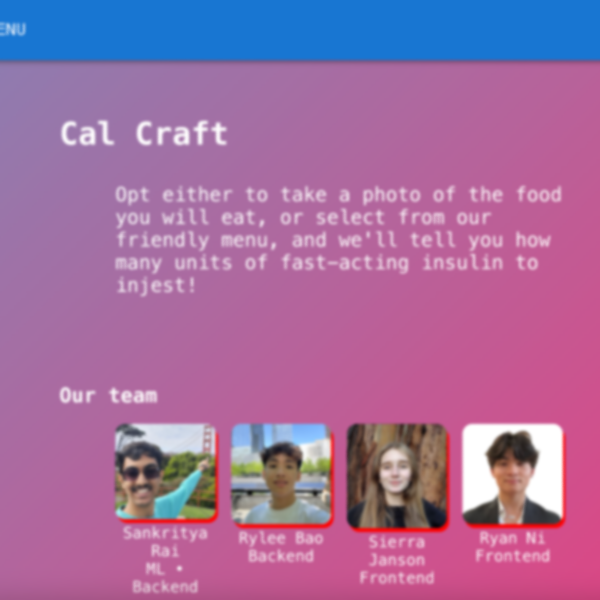 ENU
Cal Craft
Opt either to take a photo of the food
you will eat, or select from our
friendly menu, and we'll tell you how
many units of fast-acting insulin to
injest!
Our team
Sankritya
Rai
ML •
Backend
Rylee Bao
Backend
Sierra
Janson
Frontend
Ryan Ni
Frontend